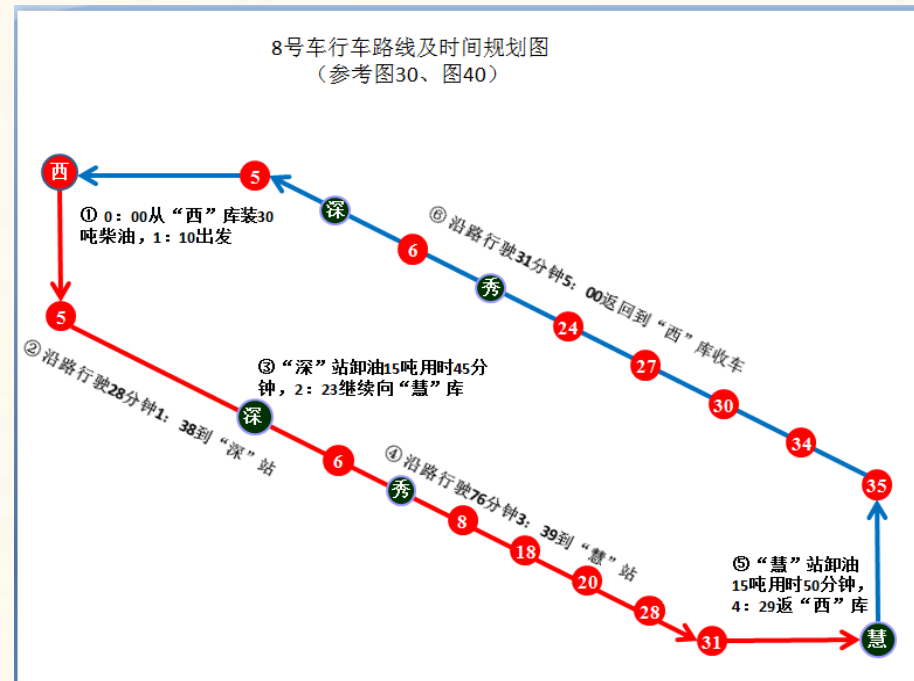 8号车行车路线及时间规划图
（参考图30、图40）
西
5
① 0：00从“西”库装30
吨柴油，1：10出发
深
6
⑥ 沿路行驶31分钟5：00返回到“西”库收车
秀
24
27
30
34
35
5
② 沿路行驶28分钟1：38到“深”站
③“深”站卸油15吨用时45分
钟，2：23继续向“慧”库
深
6
④ 沿路行驶76分钟3：39到“慧”站
秀
8
18
20
28
31
⑤“慧”站卸油
15吨用时50分钟，
4：29返“西”库
慧